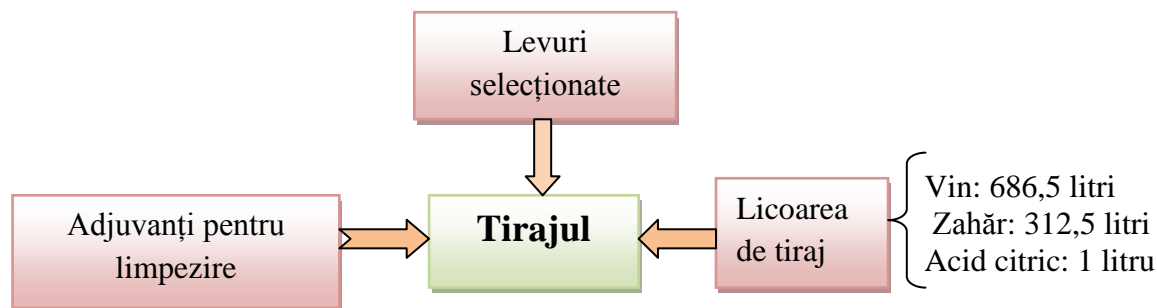 Levuri
selecționate
Adjuvanți pentru
limpezire
Tirajul
Licoarea
de tiraj
Vin: 686,5 litri
Zahăr: 312,5 litri
Acid citric: 1 litru